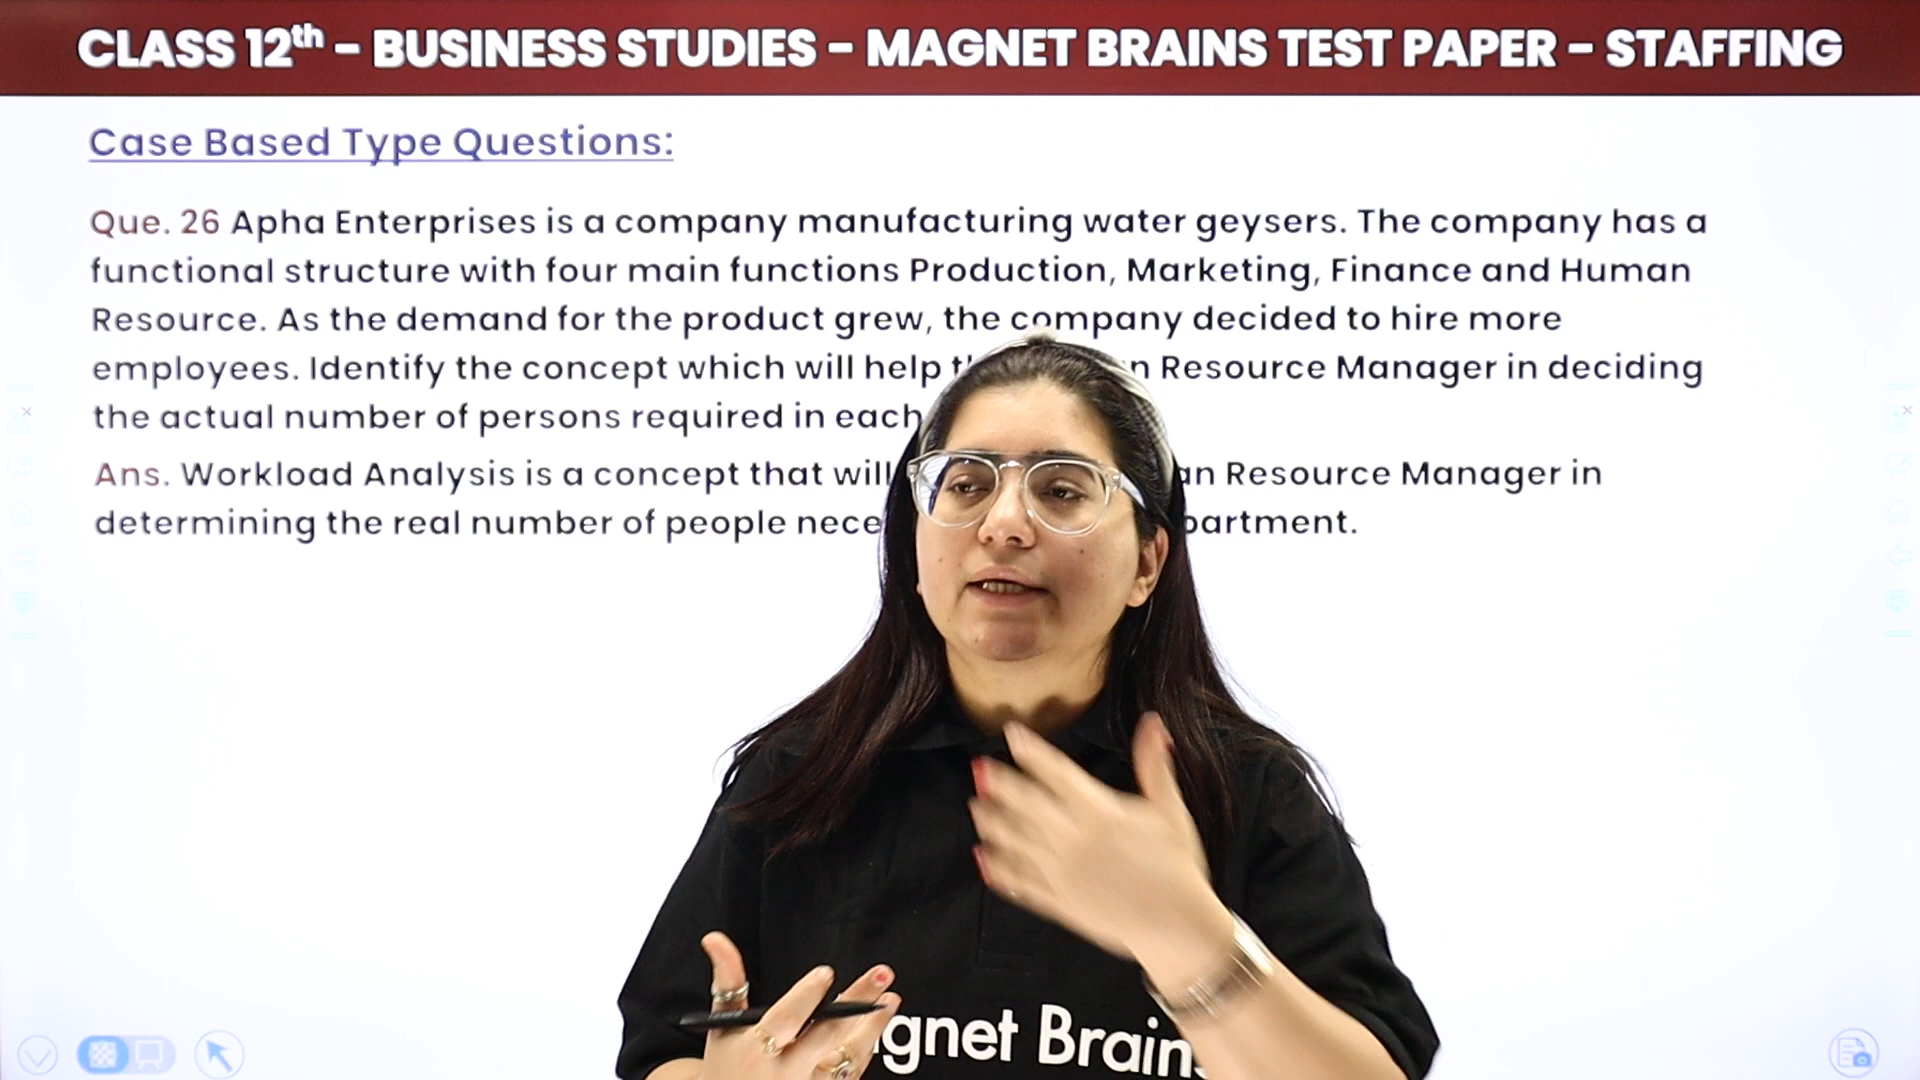 CLASS 12th – BUSINESS STUDIES – MAGNET BRAINS TEST PAPER – STAFFING
Case Based Type Questions:
Que. 26 Apha Enterprises is a company manufacturing water geysers. The company has a
functional structure with four main functions Production, Marketing, Finance and Human
Resource. As the demand for the product grew, the company decided to hire more
employees. Identify the concept which will help Resource Manager in deciding
the actual number of persons required in each
Ans. Workload Analysis is a concept that will Resource Manager in
determining the real number of people
Brains